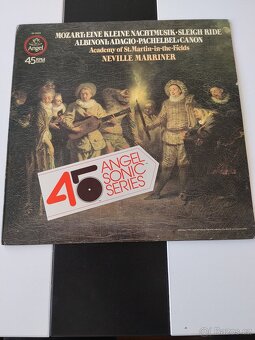 MOZART: EINE KLEINE NACHTMUSIK • SLEIGH RIDE
ALBINONI: ADAGIO • PACHELBEL: CANON
Academy of St. Martin-in-the-Fields
NEVILLE MARRINER
Angel
45 RPM
45
ANGEL
SONIC
SERIES